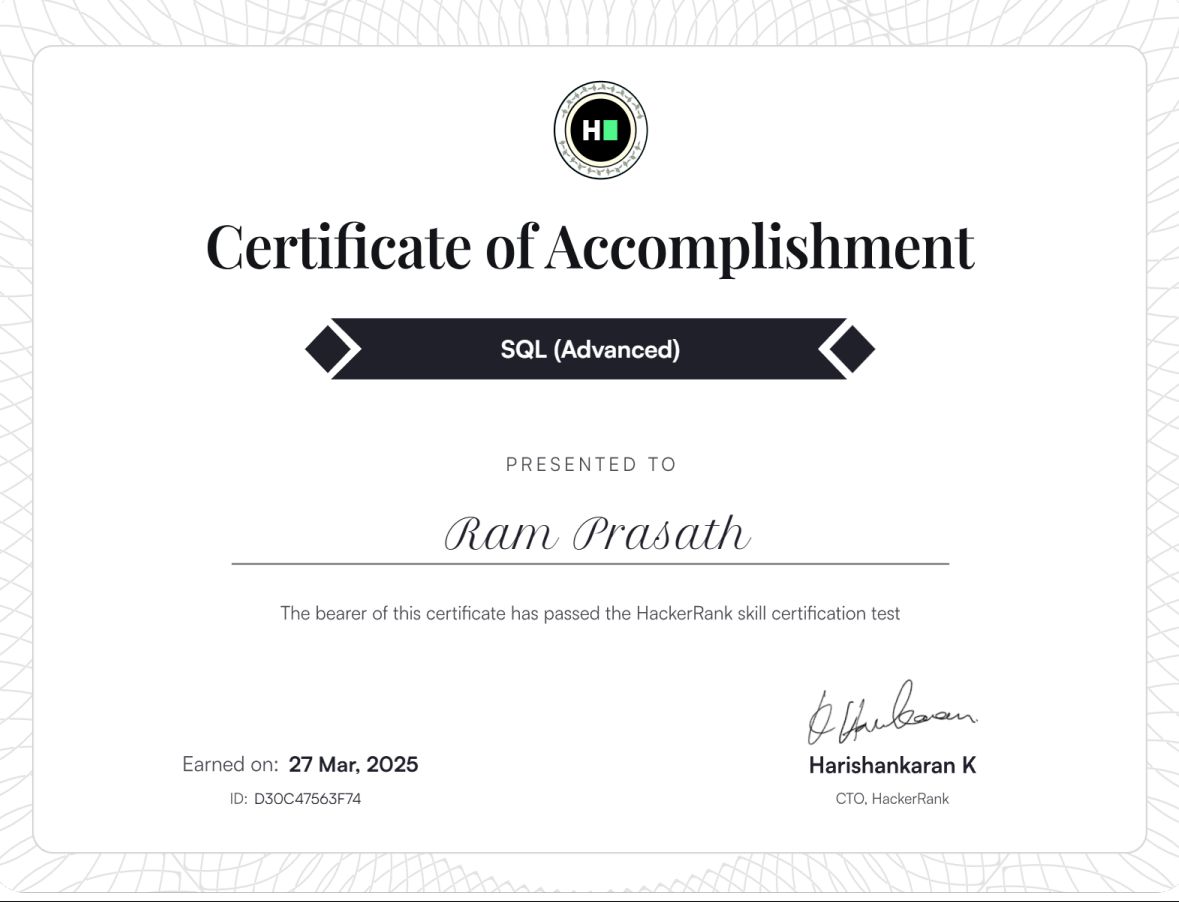 H
Certificate of Accomplishment
SQL (Advanced)
PRESENTED TO
Ram Prasath
The bearer of this certificate has passed the HackerRank skill certification test
Earned on: 27 Mar, 2025
ID: D30C47563F74
Harishankaran K
CTO, HackerRank